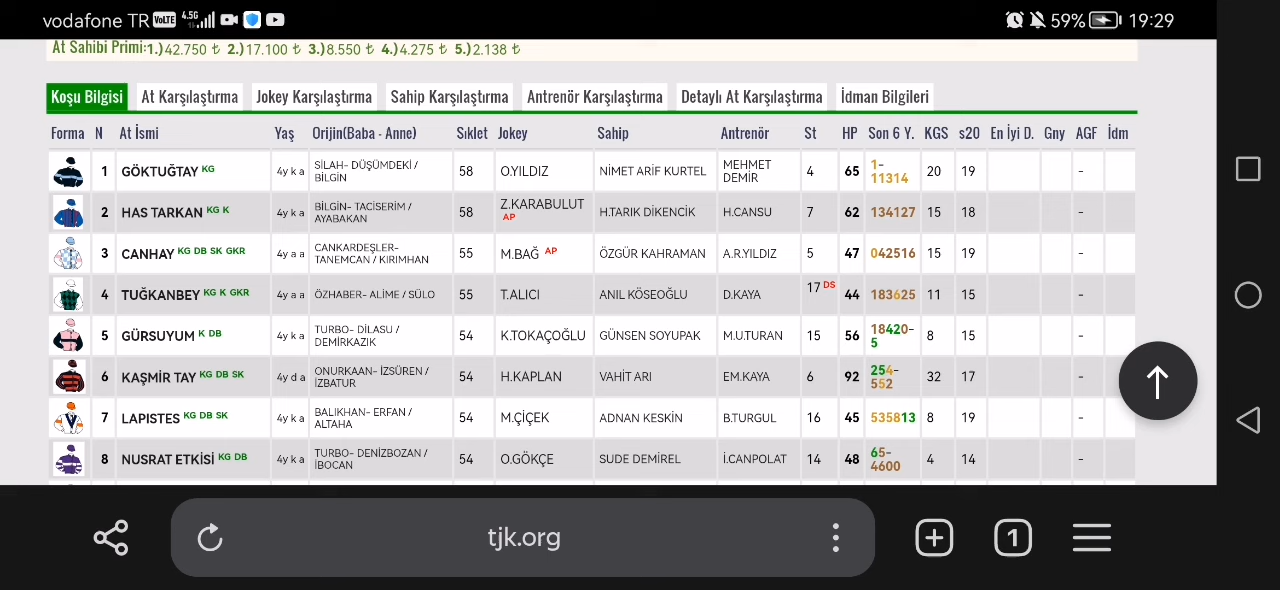 vodafone TR VoLTE 4.5G 59% 19:29
At Sahibi Primi:1.)42.750 ₺ 2.)17.100 ₺ 3.)8.550 ₺ 4.)4.275 ₺ 5.)2.138 ₺
Koşu Bilgisi At Karşılaştırma Jokey Karşılaştırma Sahip Karşılaştırma Antrenör Karşılaştırma Detaylı At Karşılaştırma İdman Bilgileri
Forma N At İsmi Yaş Orijin(Baba - Anne) Sıklet Jokey Sahip Antrenör St HP Son 6 Y. KGS s20 En İyi D. Gny AGF İdm
1 GÖKTUĞTAY KG 4y k a SİLAH- DÜŞÜMDEKİ / BİLGİN 58 O.YILDIZ NİMET ARİF KURTEL MEHMET DEMİR 4 65 1-11314 20 19 -
2 HAS TARKAN KG K 4y k a BİLGİN- TACİSERİM / AYABAKAN 58 Z.KARABULUT AP H.TARIK DİKENCİK H.CANSU 7 62 134127 15 18 -
3 CANHAY KG DB SK GKR 4y a a CANKARDEŞLER- TANEMCAN / KIRIMHAN 55 M.BAĞ AP ÖZGÜR KAHRAMAN A.R.YILDIZ 5 47 042516 15 19 -
4 TUĞKANBEY KG K GKR 4y a a ÖZHABER- ALİME / SÜLO 55 T.ALICI ANIL KÖSEOĞLU D.KAYA 17 DS 44 183625 11 15 -
5 GÜRSUYUM K DB 4y k a TURBO- DİLASU / DEMİRKAZIK 54 K.TOKAÇOĞLU GÜNSEN SOYUPAK M.U.TURAN 15 56 18420-5 8 15 -
6 KAŞMİR TAY KG DB SK 4y d a ONURKAAN- İZSÜREN / İZBATUR 54 H.KAPLAN VAHİT ARI EM.KAYA 6 92 254-552 32 17 -
7 LAPISTES KG DB SK 4y k a BALIKHAN- ERFAN / ALTAHA 54 M.ÇİÇEK ADNAN KESKİN B.TURGUL 16 45 535813 8 19 -
8 NUSRAT ETKİSİ KG DB 4y k a TURBO- DENİZBOZAN / İBOCAN 54 O.GÖKÇE SUDE DEMIREL İ.CANPOLAT 14 48 65-4600 4 14 -
tjk.org 1